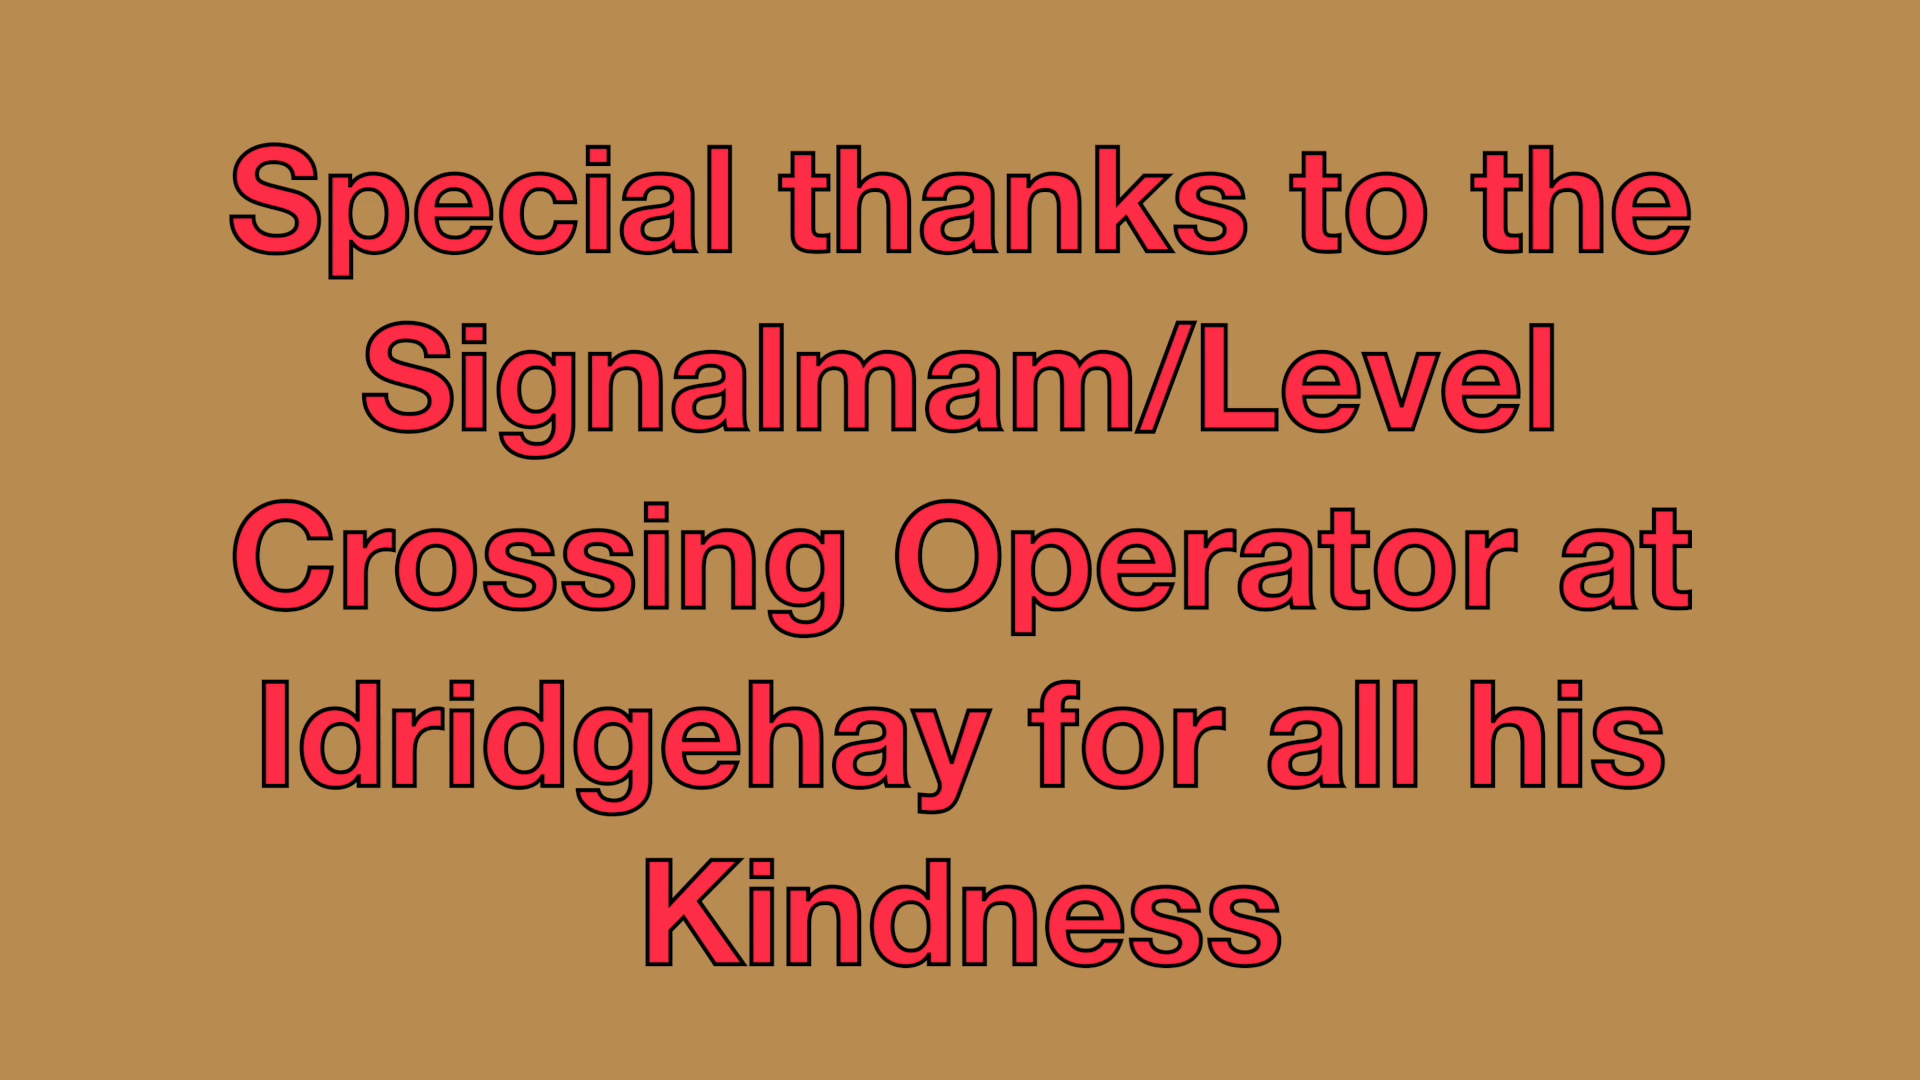 Special thanks to the
Signalmam/Level
Crossing Operator at
Idridgehay for all his
Kindness